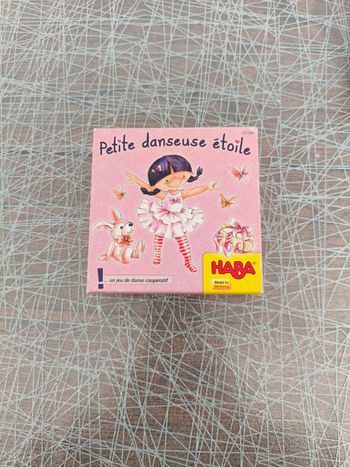 Petite danseuse étoile
HABA
Made in
Germany
... un jeu de danse coopératif